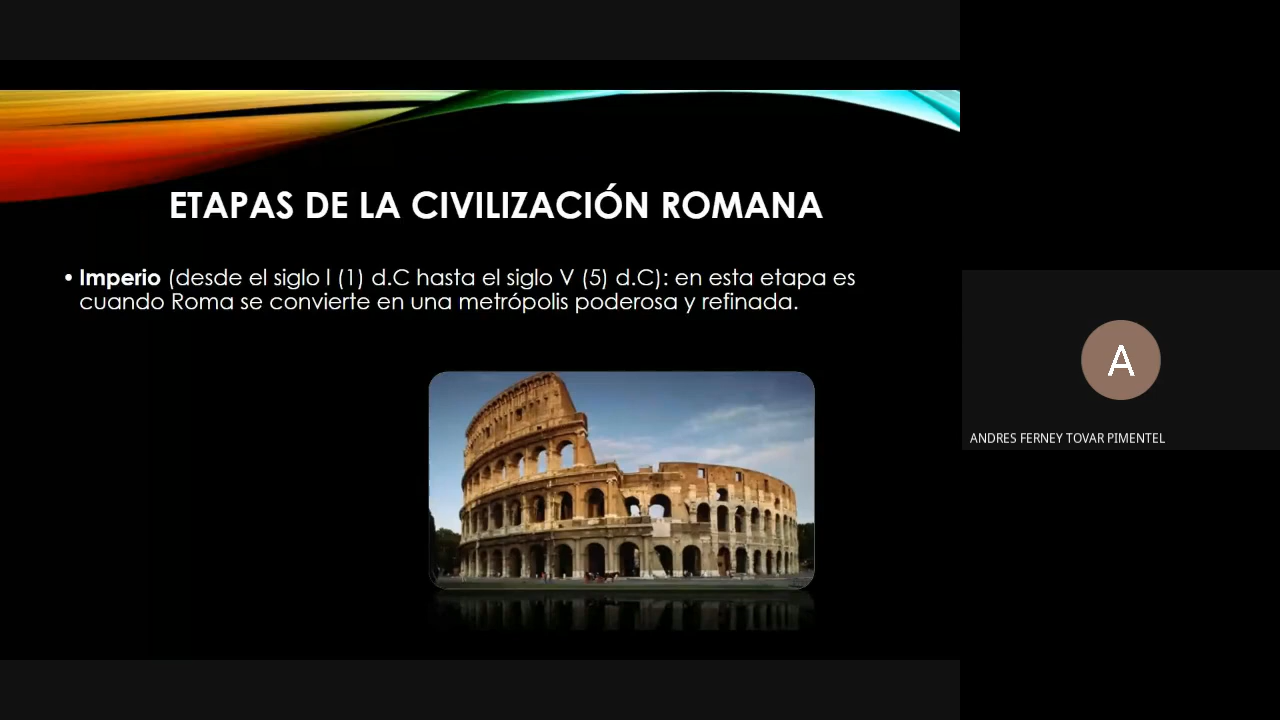 ETAPAS DE LA CIVILIZACIÓN ROMANA
• Imperio (desde el siglo I (1) d.C hasta el siglo V (5) d.C): en esta etapa es
cuando Roma se convierte en una metrópolis poderosa y refinada.
A
ANDRES FERNEY TOVAR PIMENTEL